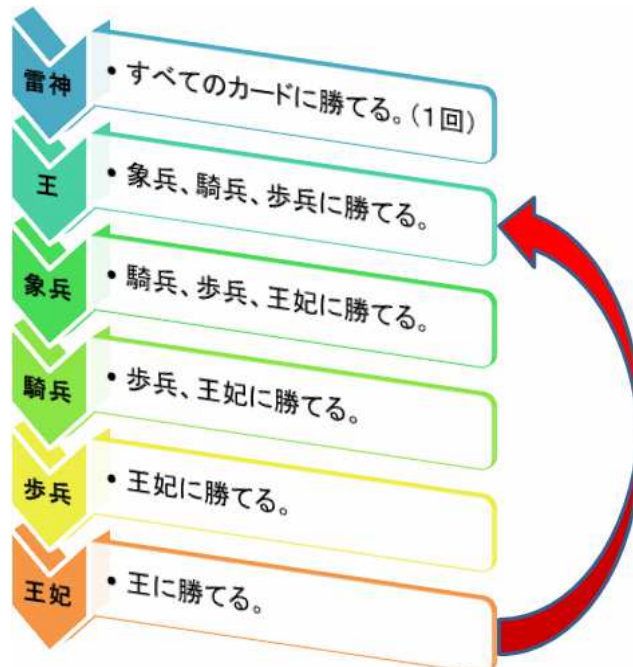 雷神
• すべてのカードに勝てる。(1回)
王
• 象兵、騎兵、歩兵に勝てる。
象兵
• 騎兵、歩兵、王妃に勝てる。
騎兵
• 歩兵、王妃に勝てる。
歩兵
• 王妃に勝てる。
王妃
• 王に勝てる。